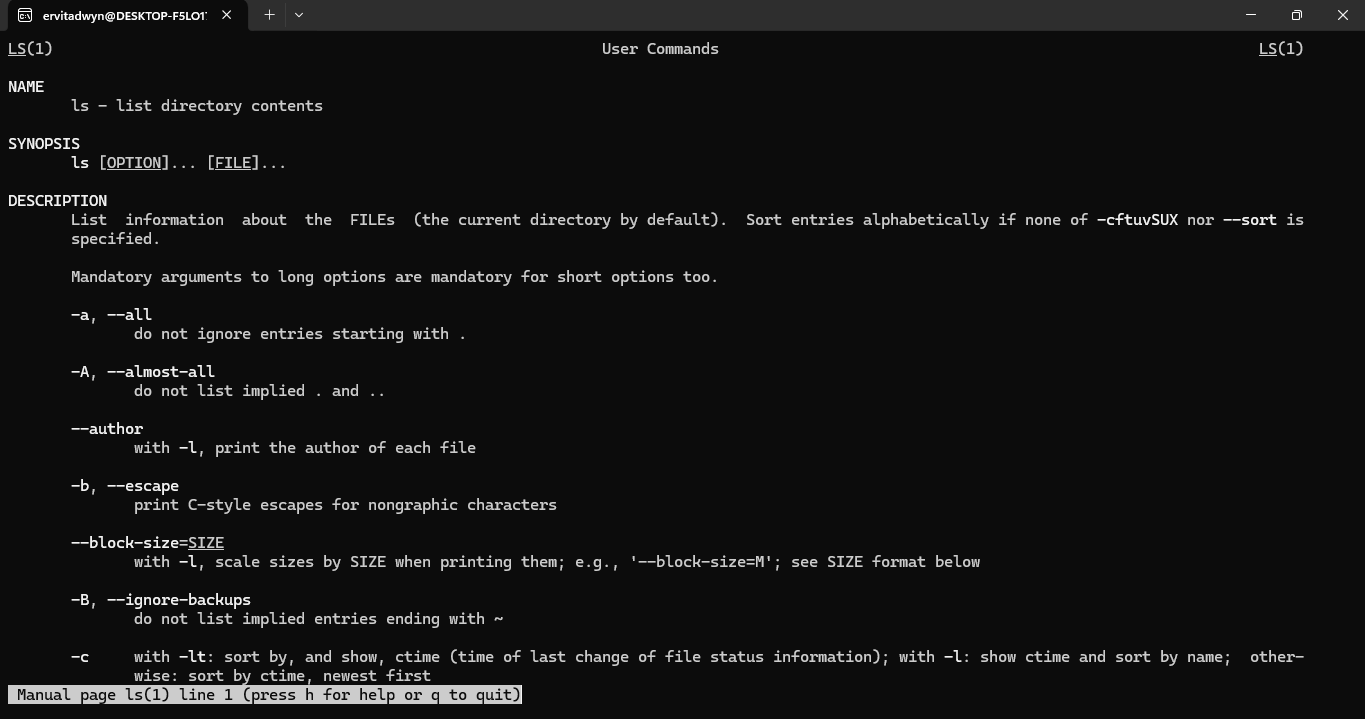 ervitadwyn@DESKTOP-F5LO1
LS(1) User Commands LS(1)
NAME
ls - list directory contents
SYNOPSIS
ls [OPTION]... [FILE]...
DESCRIPTION
List information about the FILEs (the current directory by default). Sort entries alphabetically if none of -cftuvSUX nor --sort is
specified.
Mandatory arguments to long options are mandatory for short options too.
-a, --all
do not ignore entries starting with .
-A, --almost-all
do not list implied . and ..
--author
with -l, print the author of each file
-b, --escape
print C-style escapes for nongraphic characters
--block-size=SIZE
with -l, scale sizes by SIZE when printing them; e.g., '--block-size=M'; see SIZE format below
-B, --ignore-backups
do not list implied entries ending with ~
-c with -lt: sort by, and show, ctime (time of last change of file status information); with -l: show ctime and sort by name; other-
wise: sort by ctime, newest first
Manual page ls(1) line 1 (press h for help or q to quit)